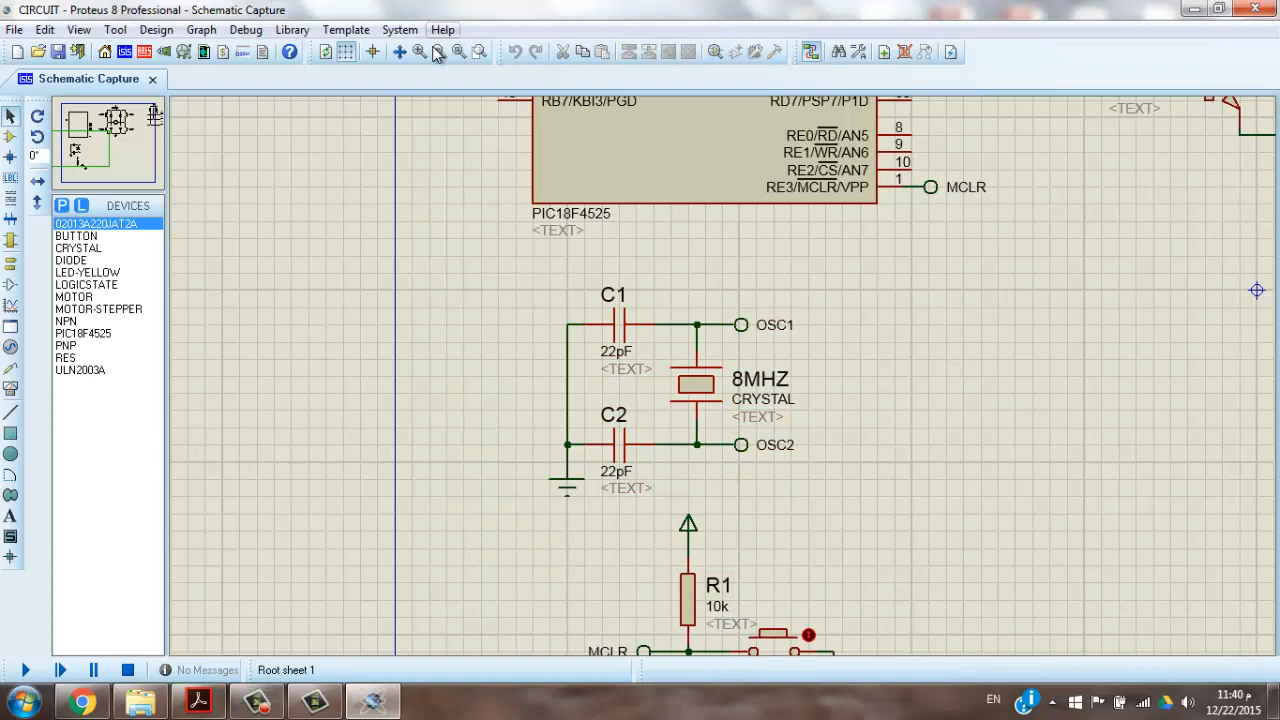 CIRCUIT - Proteus 8 Professional - Schematic Capture
File Edit View Tool Design Graph Debug Library Template System Help
Schematic Capture
RB7/KBI3/PGD
RD7/PSP7/P1D
<TEXT>
RE0/RD/AN5 8
RE1/WR/AN6 9
RE2/CS/AN7 10
RE3/MCLR/VPP 1 MCLR
PIC18F4525
<TEXT>
0°
LBL
P L DEVICES
02013A220JAT2A
BUTTON
CRYSTAL
DIODE
LED-YELLOW
LOGICSTATE
MOTOR
MOTOR-STEPPER
NPN
PIC18F4525
PNP
RES
ULN2003A
C1
OSC1
22pF
<TEXT>
8MHZ
CRYSTAL
<TEXT>
C2
OSC2
22pF
<TEXT>
R1
10k
<TEXT>
MCLR
No Messages
Root sheet 1
EN
11:40 م
12/22/2015